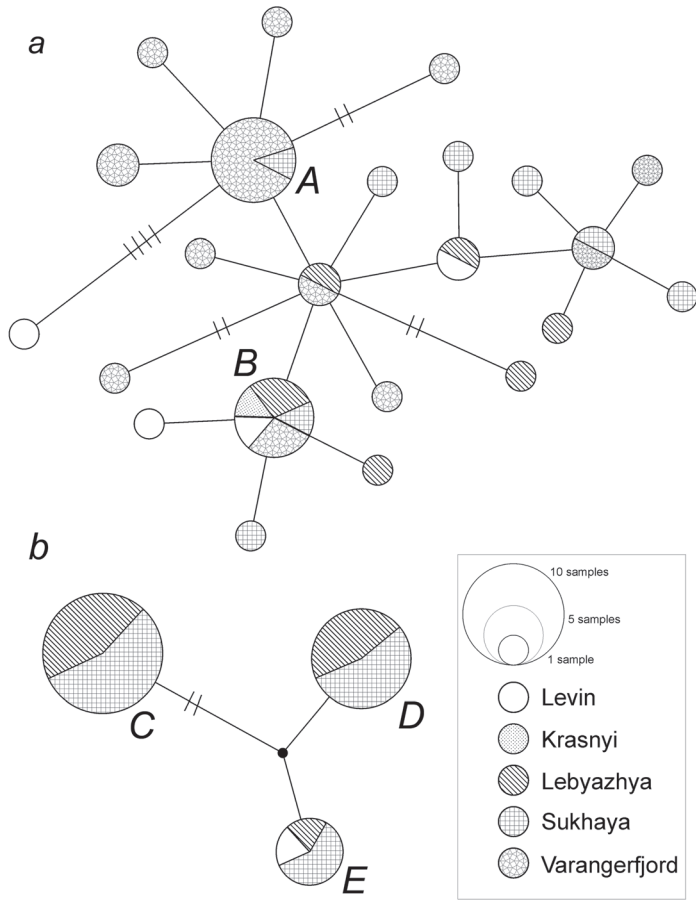 a
A
B
b
C
D
E
10 samples
5 samples
1 sample
Levin
Krasnyi
Lebyazhya
Sukhaya
Varangerfjord